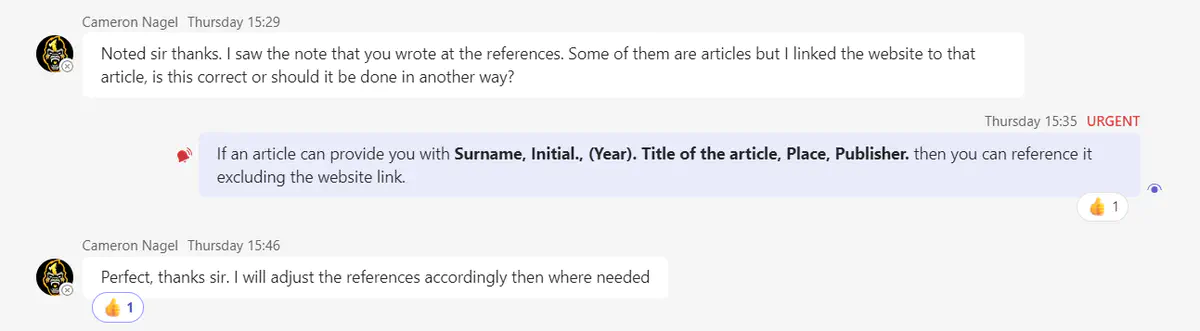 Cameron Nagel Thursday 15:29
Noted sir thanks. I saw the note that you wrote at the references. Some of them are articles but I linked the website to that
article, is this correct or should it be done in another way?
Thursday 15:35 URGENT
If an article can provide you with Surname, Initial., (Year). Title of the article, Place, Publisher. then you can reference it
excluding the website link.
1
Cameron Nagel Thursday 15:46
Perfect, thanks sir. I will adjust the references accordingly then where needed
1